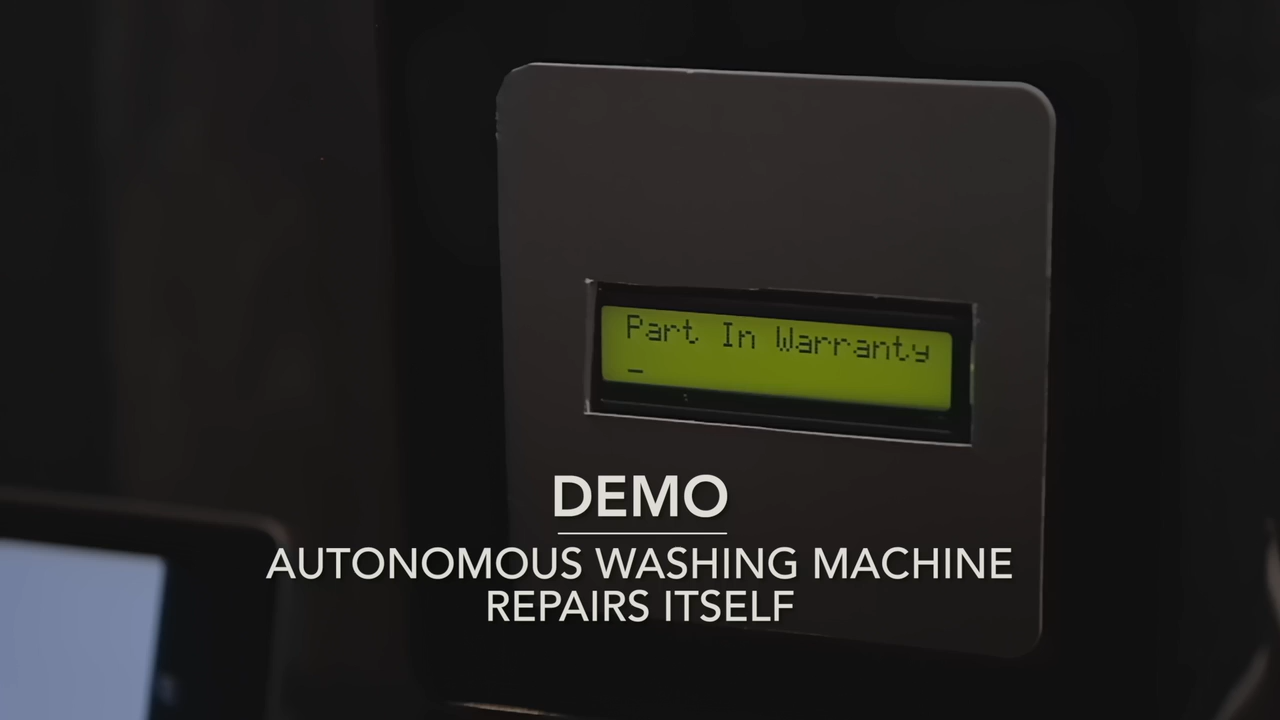 Part In Warranty
_
DEMO
AUTONOMOUS WASHING MACHINE
REPAIRS ITSELF